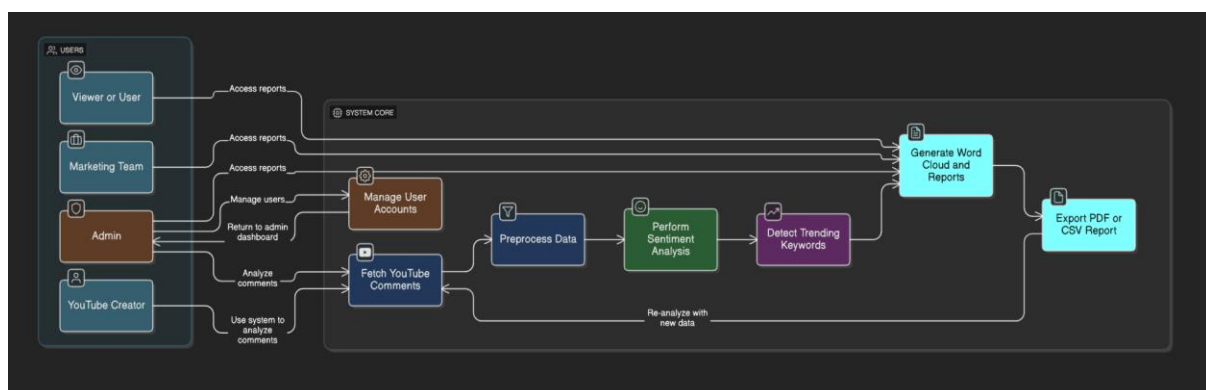 USERS
Viewer or User
Marketing Team
Admin
YouTube Creator
Access reports
Access reports
Access reports
Manage users
Return to admin
dashboard
Analyze
comments
Use system to
analyze
comments
SYSTEM CORE
Manage User
Accounts
Fetch YouTube
Comments
Preprocess Data
Perform
Sentiment
Analysis
Detect Trending
Keywords
Generate Word
Cloud and
Reports
Export PDF or
CSV Report
Re-analyze with
new data